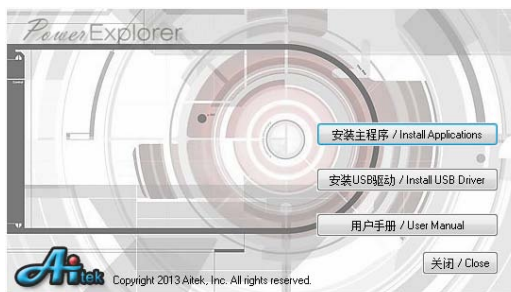 PowerExplorer
安装主程序 / Install Applications
安装USB驱动 / Install USB Driver
用户手册 / User Manual
关闭 / Close
Aitek Copyright 2013 Aitek, Inc. All rights reserved.